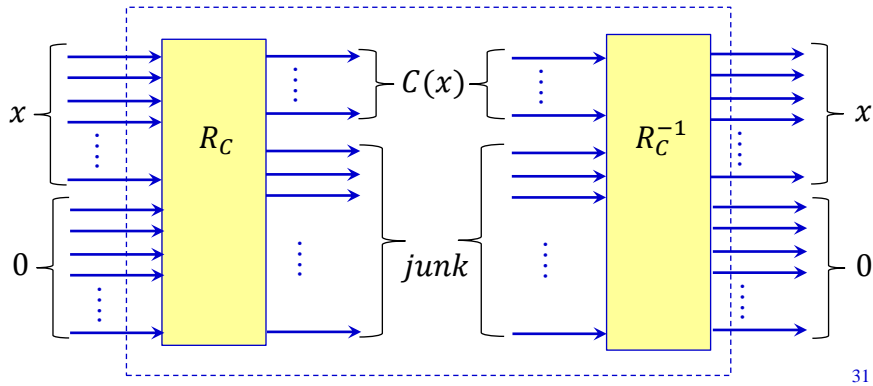 x
0
R_C
C(x)
junk
R_C^{-1}
x
0
31